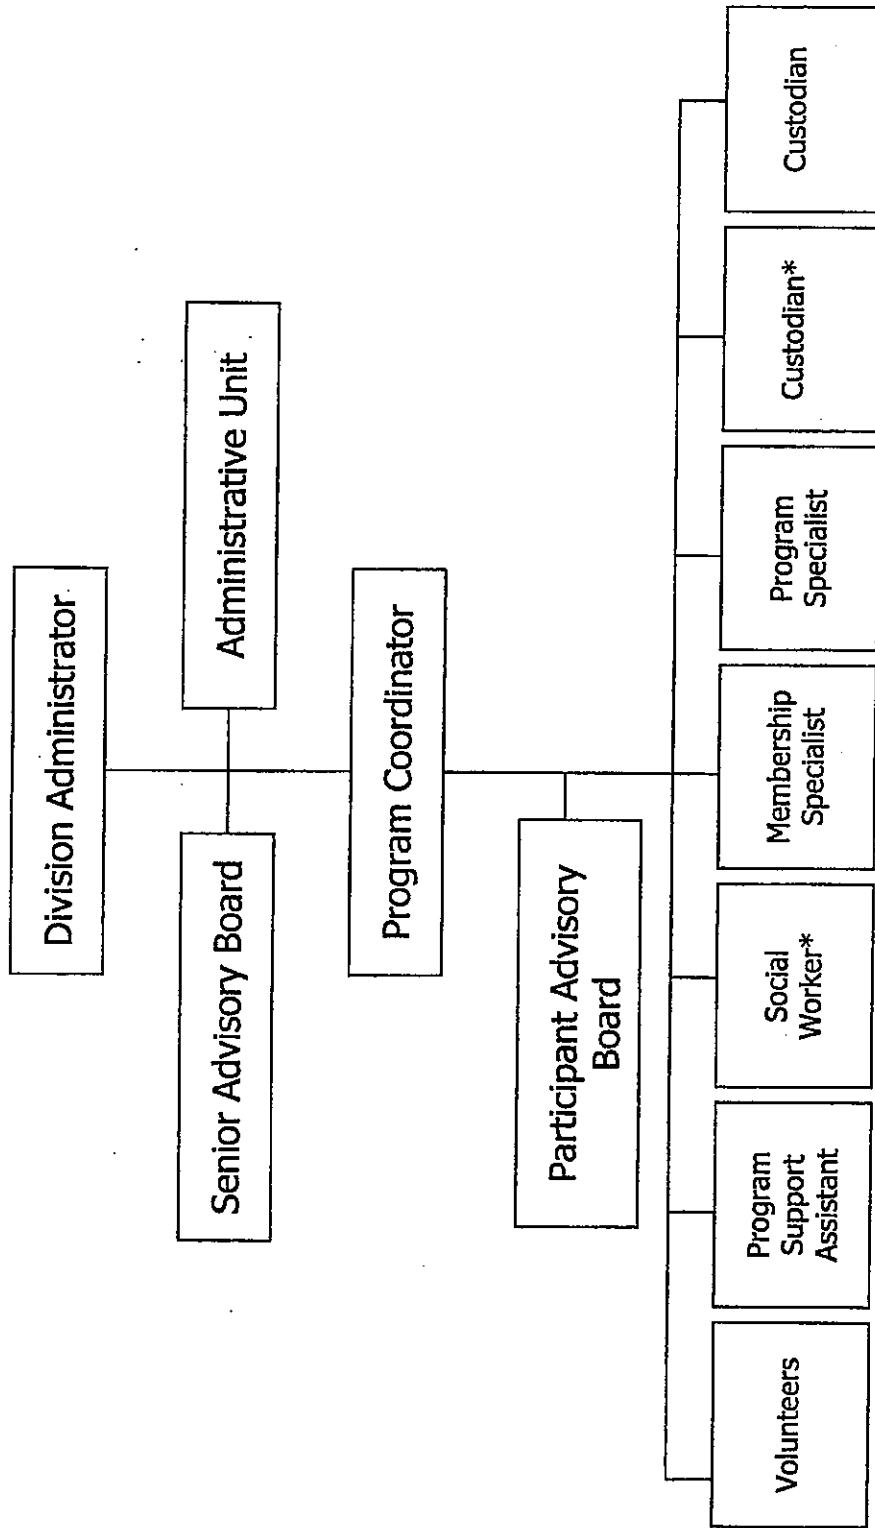 Division Administrator
Senior Advisory Board
Administrative Unit
Program Coordinator
Participant Advisory
Board
Volunteers
Program
Support
Assistant
Social
Worker*
Membership
Specialist
Program
Specialist
Custodian*
Custodian